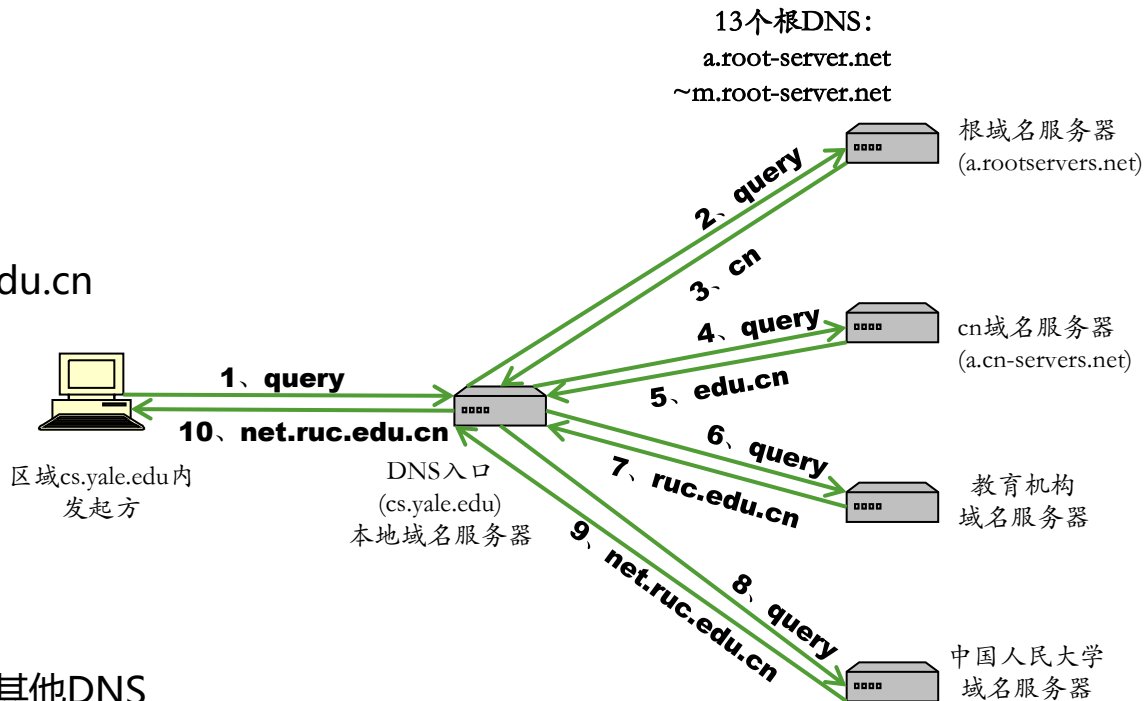 13个根DNS：
a.root-server.net
~m.root-server.net
根域名服务器
(a.rootservers.net)
2、query
3、cn
du.cn
4、query
cn域名服务器
(a.cn-servers.net)
5、edu.cn
1、query
10、net.ruc.edu.cn
6、query
7、ruc.edu.cn
区域cs.yale.edu内
发起方
DNS入口
(cs.yale.edu)
本地域名服务器
教育机构
域名服务器
9、net.ruc.edu.cn
8、query
中国人民大学
域名服务器
其他DNS